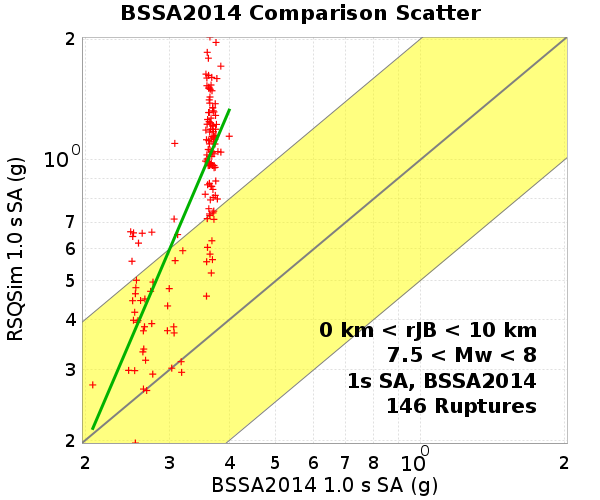 BSSA2014 Comparison Scatter
2
10⁰
7
6
5
4
3
2
RSQSim 1.0 s SA (g)
0 km < rJB < 10 km
7.5 < Mw < 8
1s SA, BSSA2014
146 Ruptures
2 3 4 5 6 7 8 10⁰ 2
BSSA2014 1.0 s SA (g)